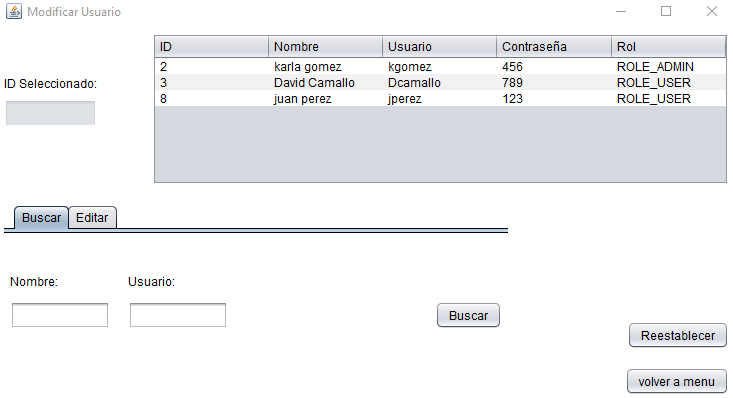 Modificar Usuario
ID Nombre Usuario Contraseña Rol
2 karla gomez kgomez 456 ROLE_ADMIN
3 David Camallo Dcamallo 789 ROLE_USER
8 juan perez jperez 123 ROLE_USER
ID Seleccionado:
Buscar Editar
Nombre: Usuario:
Buscar
Reestablecer
volver a menu